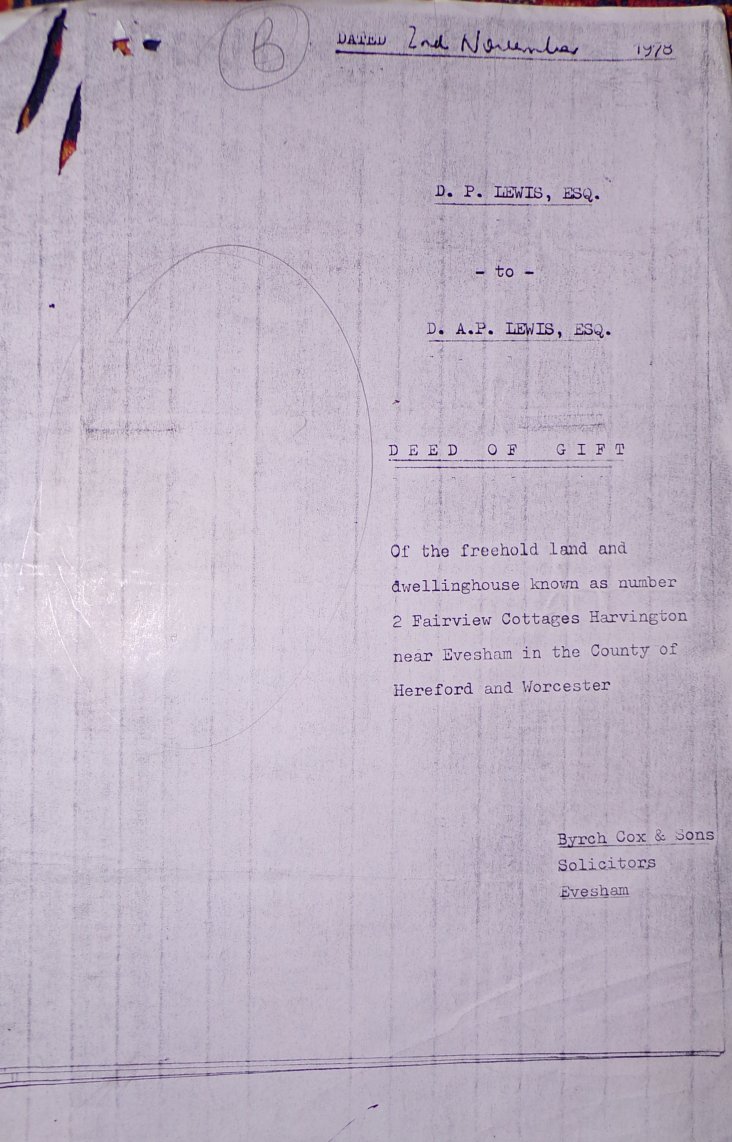 B
DATED 2nd November 1978
D. P. LEWIS, ESQ.
- to -
D. A.P. LEWIS, ESQ.
DEED OF GIFT
Of the freehold land and
dwellinghouse known as number
2 Fairview Cottages Harvington
near Evesham in the County of
Hereford and Worcester
Byrch Cox & Sons
Solicitors
Evesham